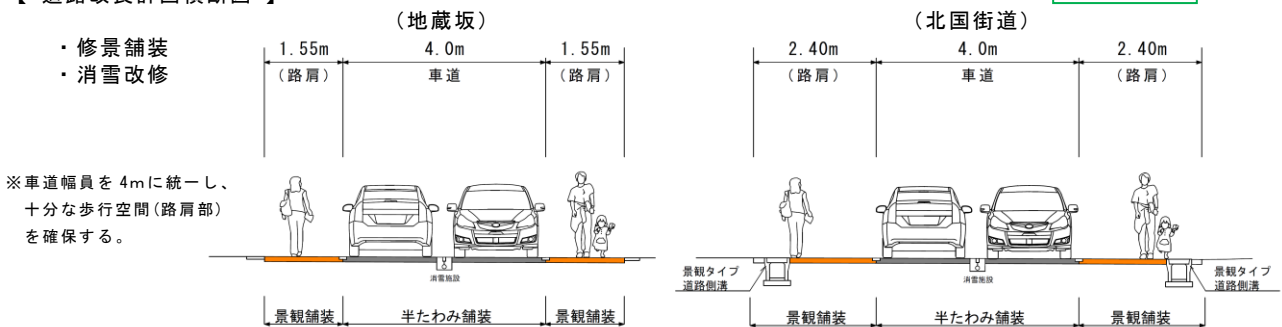 【 道路改良計画横断図 】
・修景舗装
・消雪改修
※車道幅員を4mに統一し、
十分な歩行空間(路肩部)
を確保する。
(地蔵坂)
1.55m 4.0m 1.55m
(路肩) 車道 (路肩)
消雪施設
景観舗装 半たわみ舗装 景観舗装
(北国街道)
2.40m 4.0m 2.40m
(路肩) 車道 (路肩)
景観タイプ
道路側溝
消雪施設
景観タイプ
道路側溝
景観舗装 半たわみ舗装 景観舗装